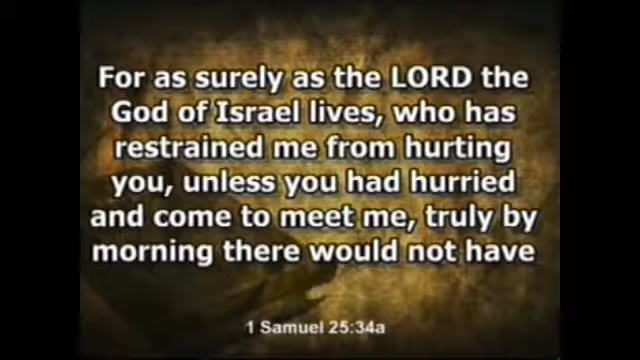 For as surely as the LORD the
God of Israel lives, who has
restrained me from hurting
you, unless you had hurried
and come to meet me, truly by
morning there would not have
1 Samuel 25:34a